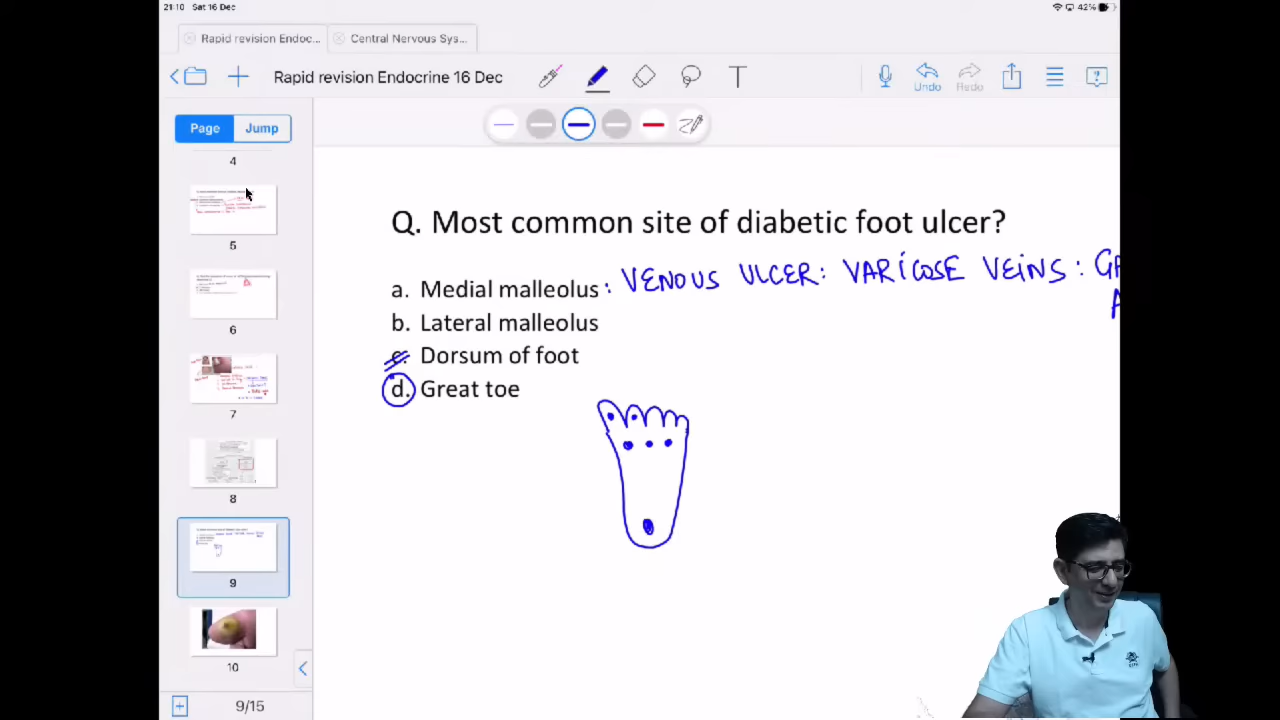 21:10 Sat 16 Dec
42%
Rapid revision Endoc...
Central Nervous Sys...
Rapid revision Endocrine 16 Dec
T
Undo
Redo
Page
Jump
4
5
6
7
8
9
10
9/15
Q. Most common site of diabetic foot ulcer?
a. Medial malleolus : VENOUS ULCER: VARICOSE VEINS :
b. Lateral malleolus
c. Dorsum of foot
d. Great toe